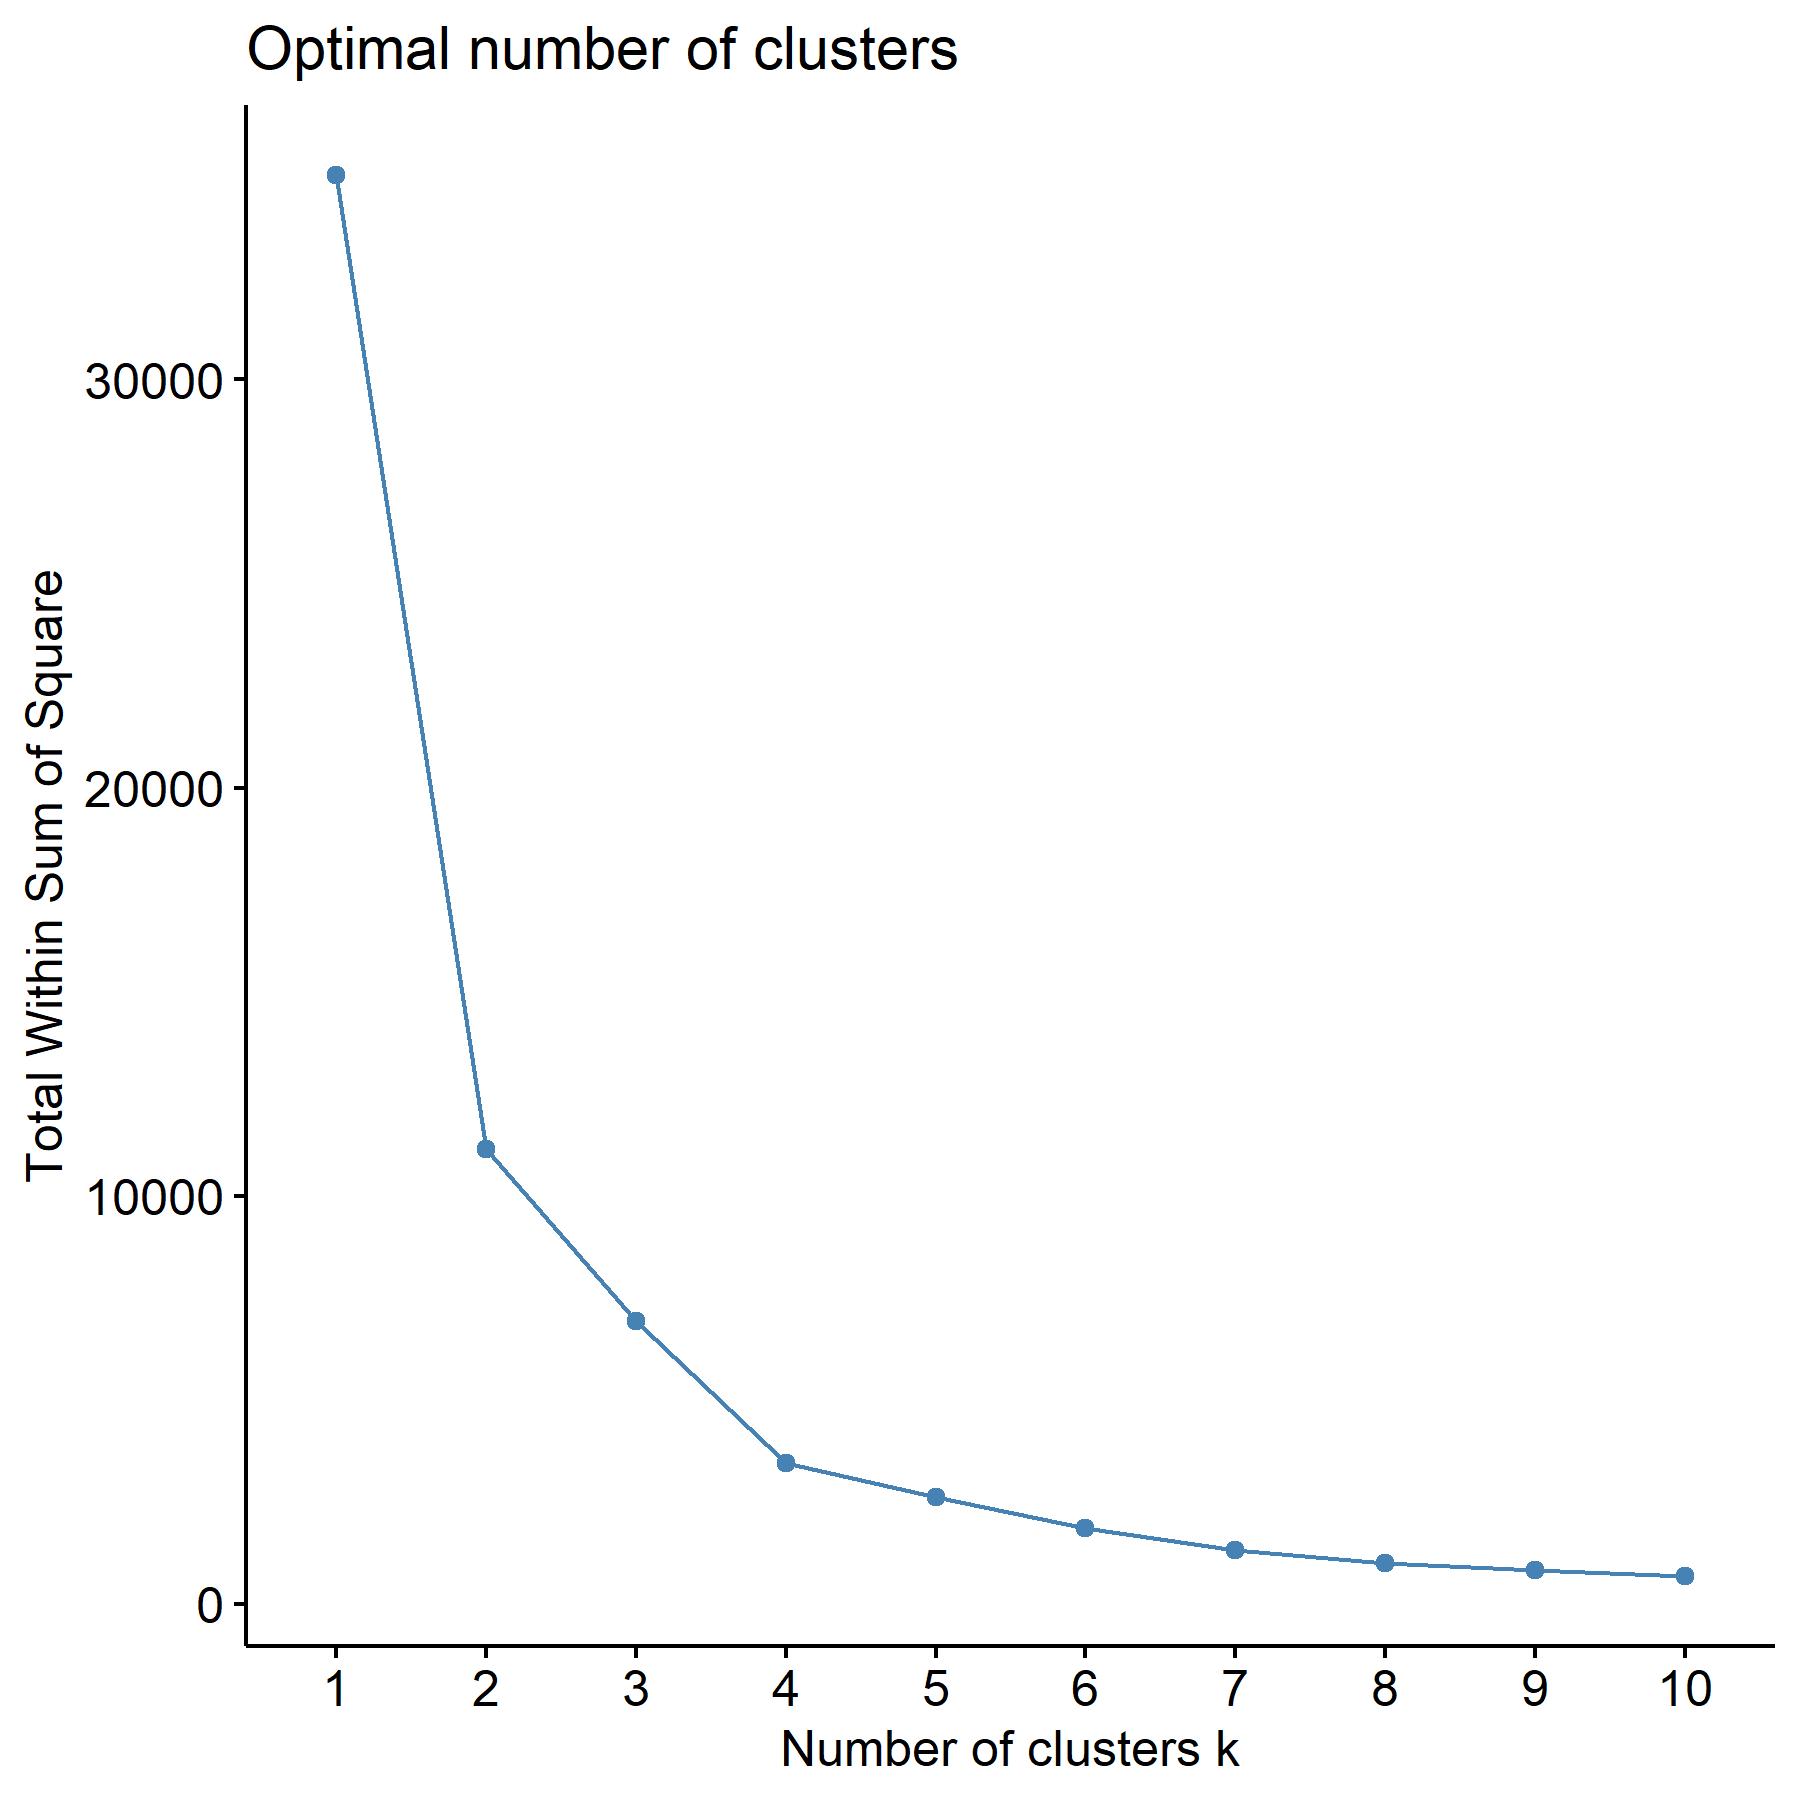 Optimal number of clusters
Total Within Sum of Square
30000
20000
10000
0
1 2 3 4 5 6 7 8 9 10
Number of clusters k